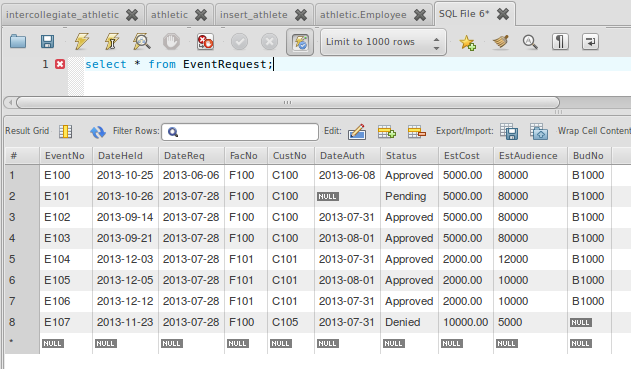 intercollegiate_athletic athletic insert_athlete athletic.Employee SQL File 6*
Limit to 1000 rows
1 select * from EventRequest;
Result Grid Filter Rows: Edit: Export/Import: Wrap Cell Content
# EventNo DateHeld DateReq FacNo CustNo DateAuth Status EstCost EstAudience BudNo
1 E100 2013-10-25 2013-06-06 F100 C100 2013-06-08 Approved 5000.00 80000 B1000
2 E101 2013-10-26 2013-07-28 F100 C100 NULL Pending 5000.00 80000 B1000
3 E102 2013-09-14 2013-07-28 F100 C100 2013-07-31 Approved 5000.00 80000 B1000
4 E103 2013-09-21 2013-07-28 F100 C100 2013-08-01 Approved 5000.00 80000 B1000
5 E104 2013-12-03 2013-07-28 F101 C101 2013-07-31 Approved 2000.00 12000 B1000
6 E105 2013-12-05 2013-07-28 F101 C101 2013-08-01 Approved 2000.00 10000 B1000
7 E106 2013-12-12 2013-07-28 F101 C101 2013-07-31 Approved 2000.00 10000 B1000
8 E107 2013-11-23 2013-07-28 F100 C105 2013-07-31 Denied 10000.00 5000 NULL
* NULL NULL NULL NULL NULL NULL NULL NULL NULL NULL